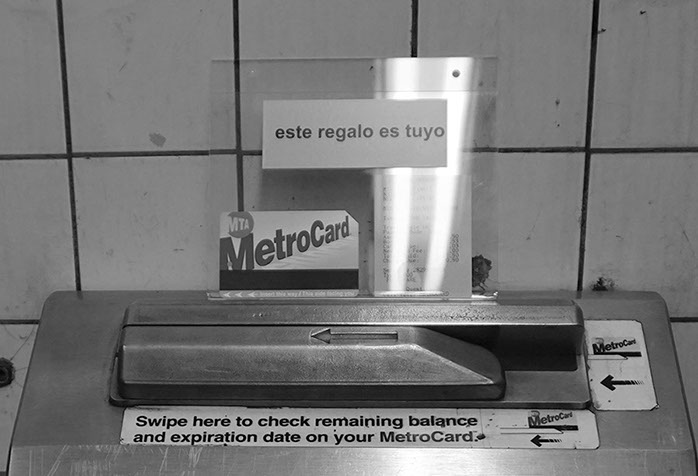 este regalo es tuyo
MTA
MetroCard
MetroCard
Swipe here to check remaining balance
and expiration date on your MetroCard.
MetroCard